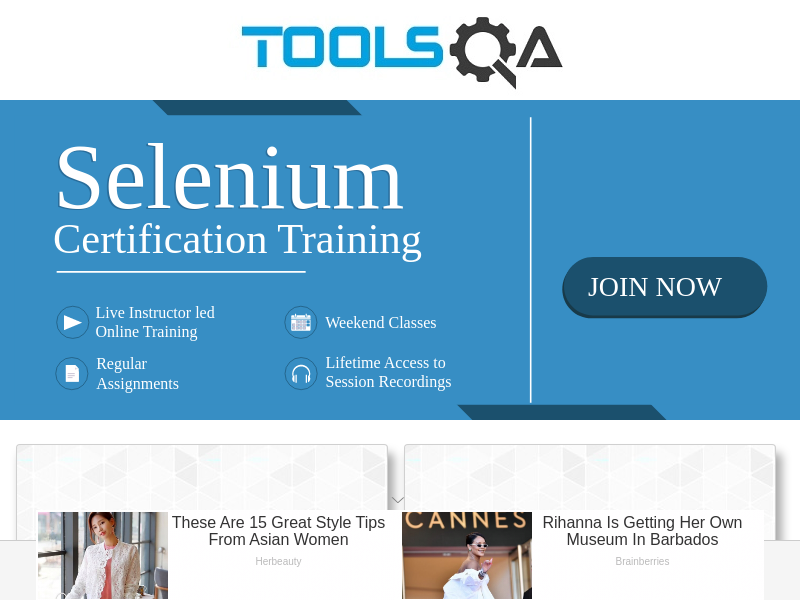 TOOLSQA
Selenium
Certification Training
JOIN NOW
Live Instructor led
Online Training
Weekend Classes
Regular
Assignments
Lifetime Access to
Session Recordings
These Are 15 Great Style Tips
From Asian Women
Herbeauty
CANNES
Rihanna Is Getting Her Own
Museum In Barbados
Brainberries